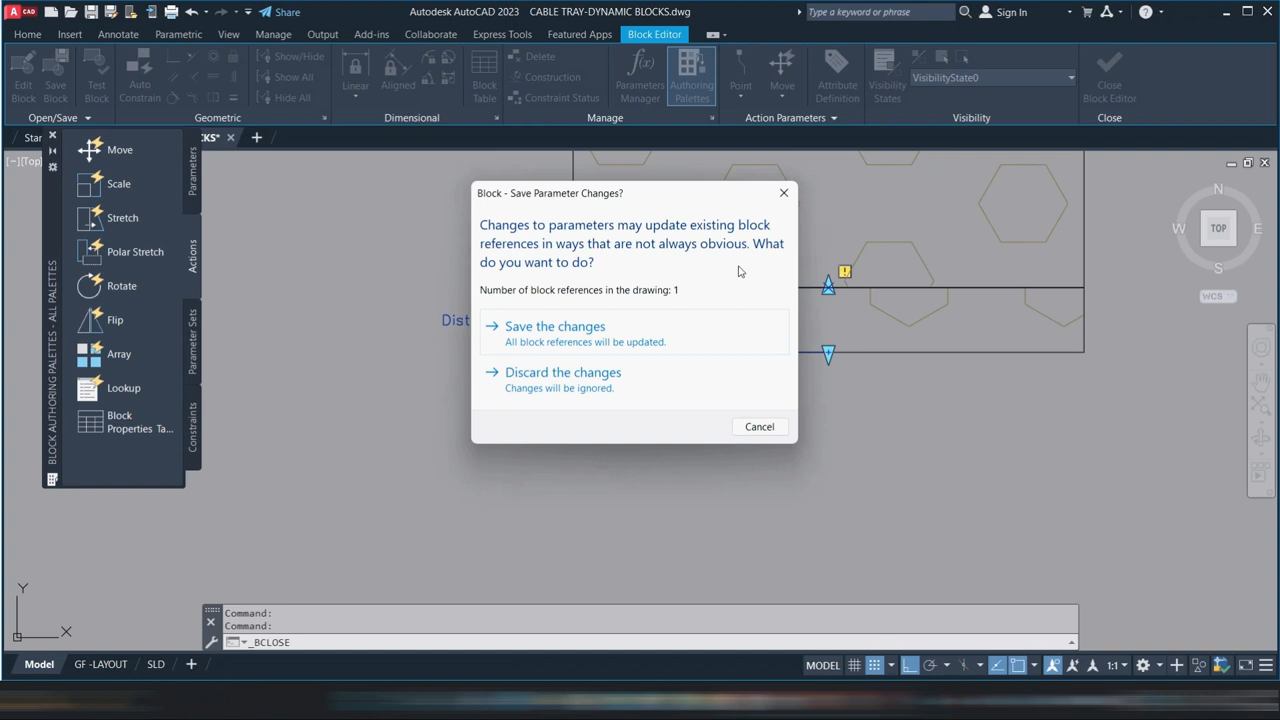 CAD
Share
Autodesk AutoCAD 2023
CABLE TRAY-DYNAMIC BLOCKS.dwg
Type a keyword or phrase
Sign In
Home
Insert
Annotate
Parametric
View
Manage
Output
Add-ins
Collaborate
Express Tools
Featured Apps
Block Editor
Edit
Block
Save
Block
Test
Block
Auto
Constrain
Show/Hide
Show All
Hide All
Linear
Aligned
Block
Table
Delete
Construction
Constraint Status
Parameters
Manager
Authoring
Palettes
Point
Move
Attribute
Definition
Visibility
States
VisibilityState0
Close
Block Editor
Open/Save
Geometric
Dimensional
Manage
Action Parameters
Visibility
Close
Star
CKS*
[−][Top]
Move
Scale
Stretch
Polar Stretch
Rotate
Flip
Array
Lookup
Block
Properties Ta...
Parameters
Actions
Parameter Sets
Constraints
BLOCK AUTHORING PALETTES - ALL PALETTES
Dist
Block - Save Parameter Changes?
Changes to parameters may update existing block
references in ways that are not always obvious. What
do you want to do?
Number of block references in the drawing: 1
Save the changes
All block references will be updated.
Discard the changes
Changes will be ignored.
Cancel
N
W
TOP
E
S
WCS
Y
X
Command:
Command:
_BCLOSE
Model
GF -LAYOUT
SLD
MODEL
1:1